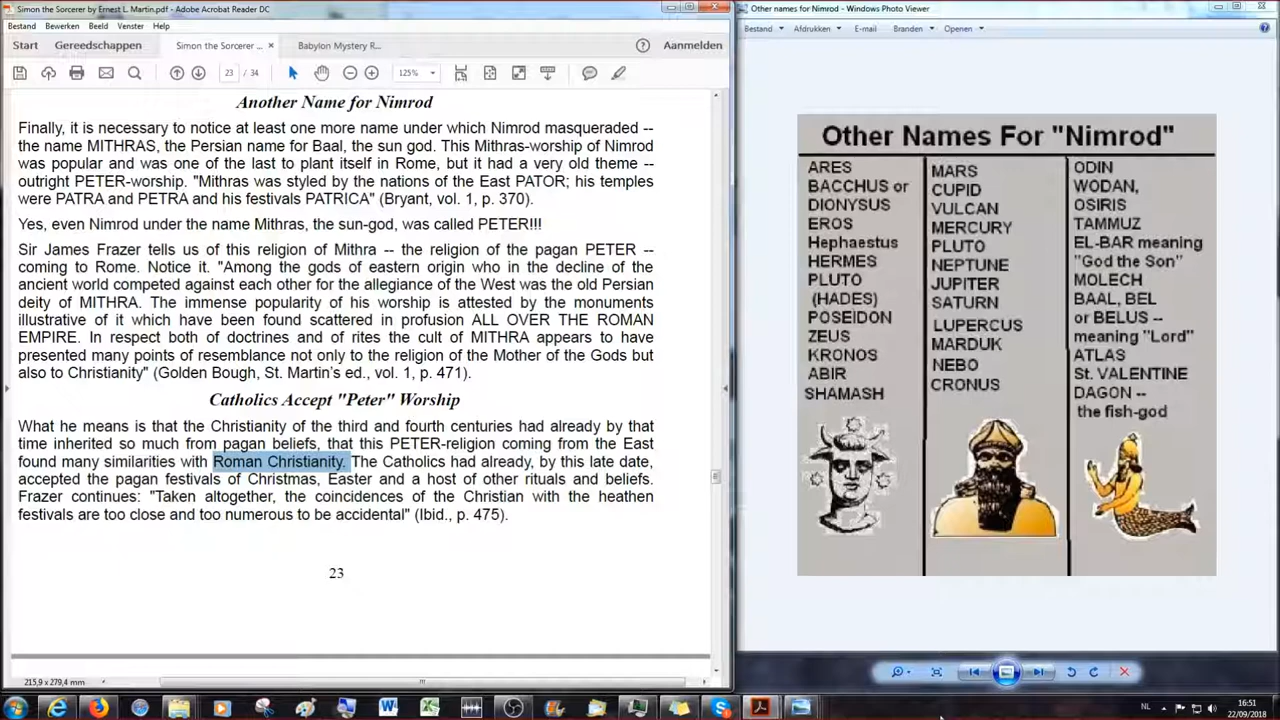 Simon the Sorcerer by Ernest L. Martin.pdf - Adobe Acrobat Reader DC
Bestand Bewerken Beeld Venster Help
Start Gereedschappen Simon the Sorcerer ... × Babylon Mystery R... Aanmelden
23 / 34 125%
Another Name for Nimrod
Finally, it is necessary to notice at least one more name under which Nimrod masqueraded --
the name MITHRAS, the Persian name for Baal, the sun god. This Mithras-worship of Nimrod
was popular and was one of the last to plant itself in Rome, but it had a very old theme --
outright PETER-worship. "Mithras was styled by the nations of the East PATOR; his temples
were PATRA and PETRA and his festivals PATRICA" (Bryant, vol. 1, p. 370).
Yes, even Nimrod under the name Mithras, the sun-god, was called PETER!!!
Sir James Frazer tells us of this religion of Mithra -- the religion of the pagan PETER --
coming to Rome. Notice it. "Among the gods of eastern origin who in the decline of the
ancient world competed against each other for the allegiance of the West was the old Persian
deity of MITHRA. The immense popularity of his worship is attested by the monuments
illustrative of it which have been found scattered in profusion ALL OVER THE ROMAN
EMPIRE. In respect both of doctrines and of rites the cult of MITHRA appears to have
presented many points of resemblance not only to the religion of the Mother of the Gods but
also to Christianity" (Golden Bough, St. Martin's ed., vol. 1, p. 471).
Catholics Accept "Peter" Worship
What he means is that the Christianity of the third and fourth centuries had already by that
time inherited so much from pagan beliefs, that this PETER-religion coming from the East
found many similarities with Roman Christianity. The Catholics had already, by this late date,
accepted the pagan festivals of Christmas, Easter and a host of other rituals and beliefs.
Frazer continues: "Taken altogether, the coincidences of the Christian with the heathen
festivals are too close and too numerous to be accidental" (Ibid., p. 475).
23
215,9 x 279,4 mm
Other names for Nimrod - Windows Photo Viewer
Bestand Afdrukken E-mail Branden Openen
Other Names For "Nimrod"
ARES
BACCHUS or
DIONYSUS
EROS
Hephaestus
HERMES
PLUTO
(HADES)
POSEIDON
ZEUS
KRONOS
ABIR
SHAMASH
MARS
CUPID
VULCAN
MERCURY
PLUTO
NEPTUNE
JUPITER
SATURN
LUPERCUS
MARDUK
NEBO
CRONUS
ODIN
WODAN,
OSIRIS
TAMMUZ
EL-BAR meaning
"God the Son"
MOLECH
BAAL, BEL
or BELUS --
meaning "Lord"
ATLAS
St. VALENTINE
DAGON --
the fish-god
NL 16:51
22/09/2018